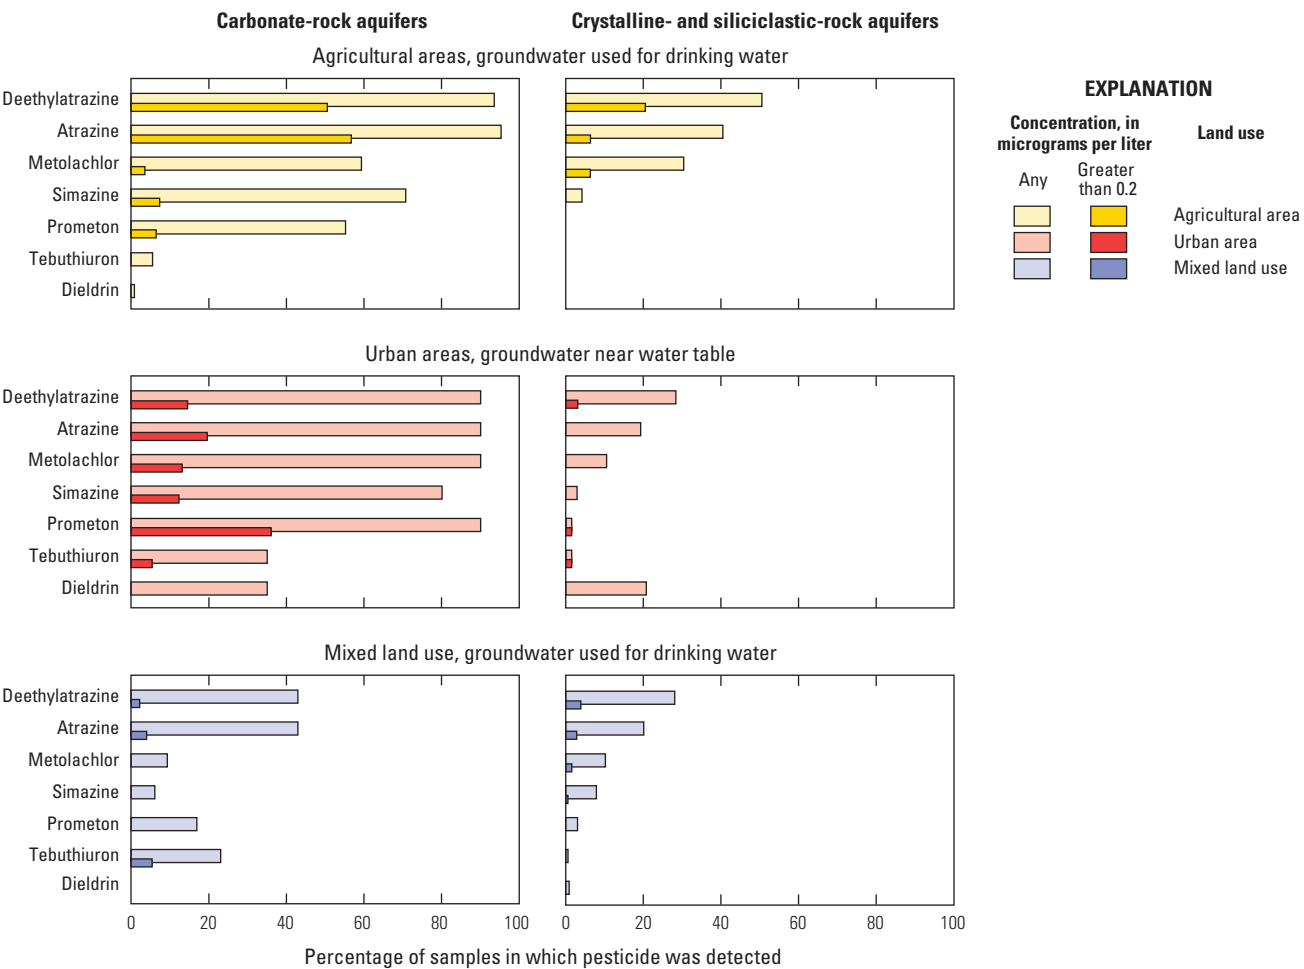 Carbonate-rock aquifers
Crystalline- and siliciclastic-rock aquifers
Agricultural areas, groundwater used for drinking water
Deethylatrazine
Atrazine
Metolachlor
Simazine
Prometon
Tebuthiuron
Dieldrin
EXPLANATION
Concentration, in
micrograms per liter
Land use
Any
Greater
than 0.2
Agricultural area
Urban area
Mixed land use
Urban areas, groundwater near water table
Deethylatrazine
Atrazine
Metolachlor
Simazine
Prometon
Tebuthiuron
Dieldrin
Mixed land use, groundwater used for drinking water
Deethylatrazine
Atrazine
Metolachlor
Simazine
Prometon
Tebuthiuron
Dieldrin
0 20 40 60 80 100
0 20 40 60 80 100
Percentage of samples in which pesticide was detected